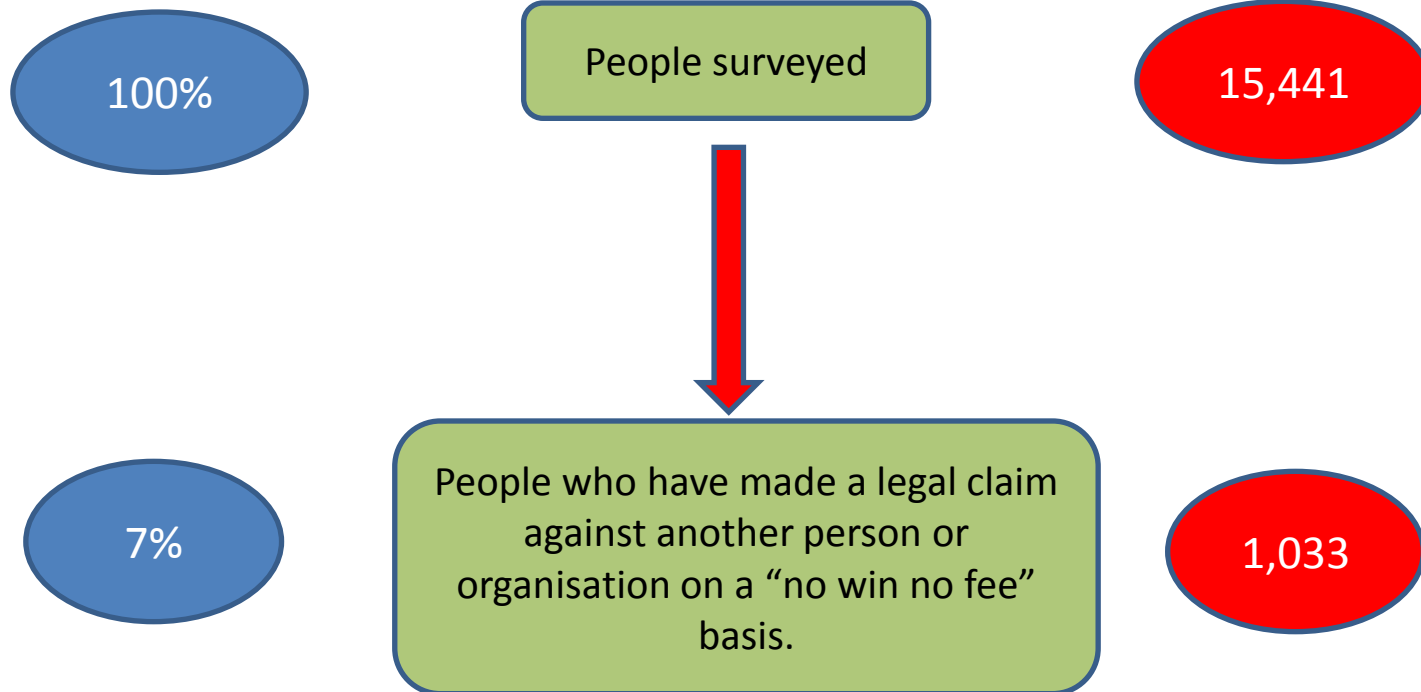 100%
People surveyed
15,441
7%
People who have made a legal claim
against another person or
organisation on a “no win no fee”
basis.
1,033